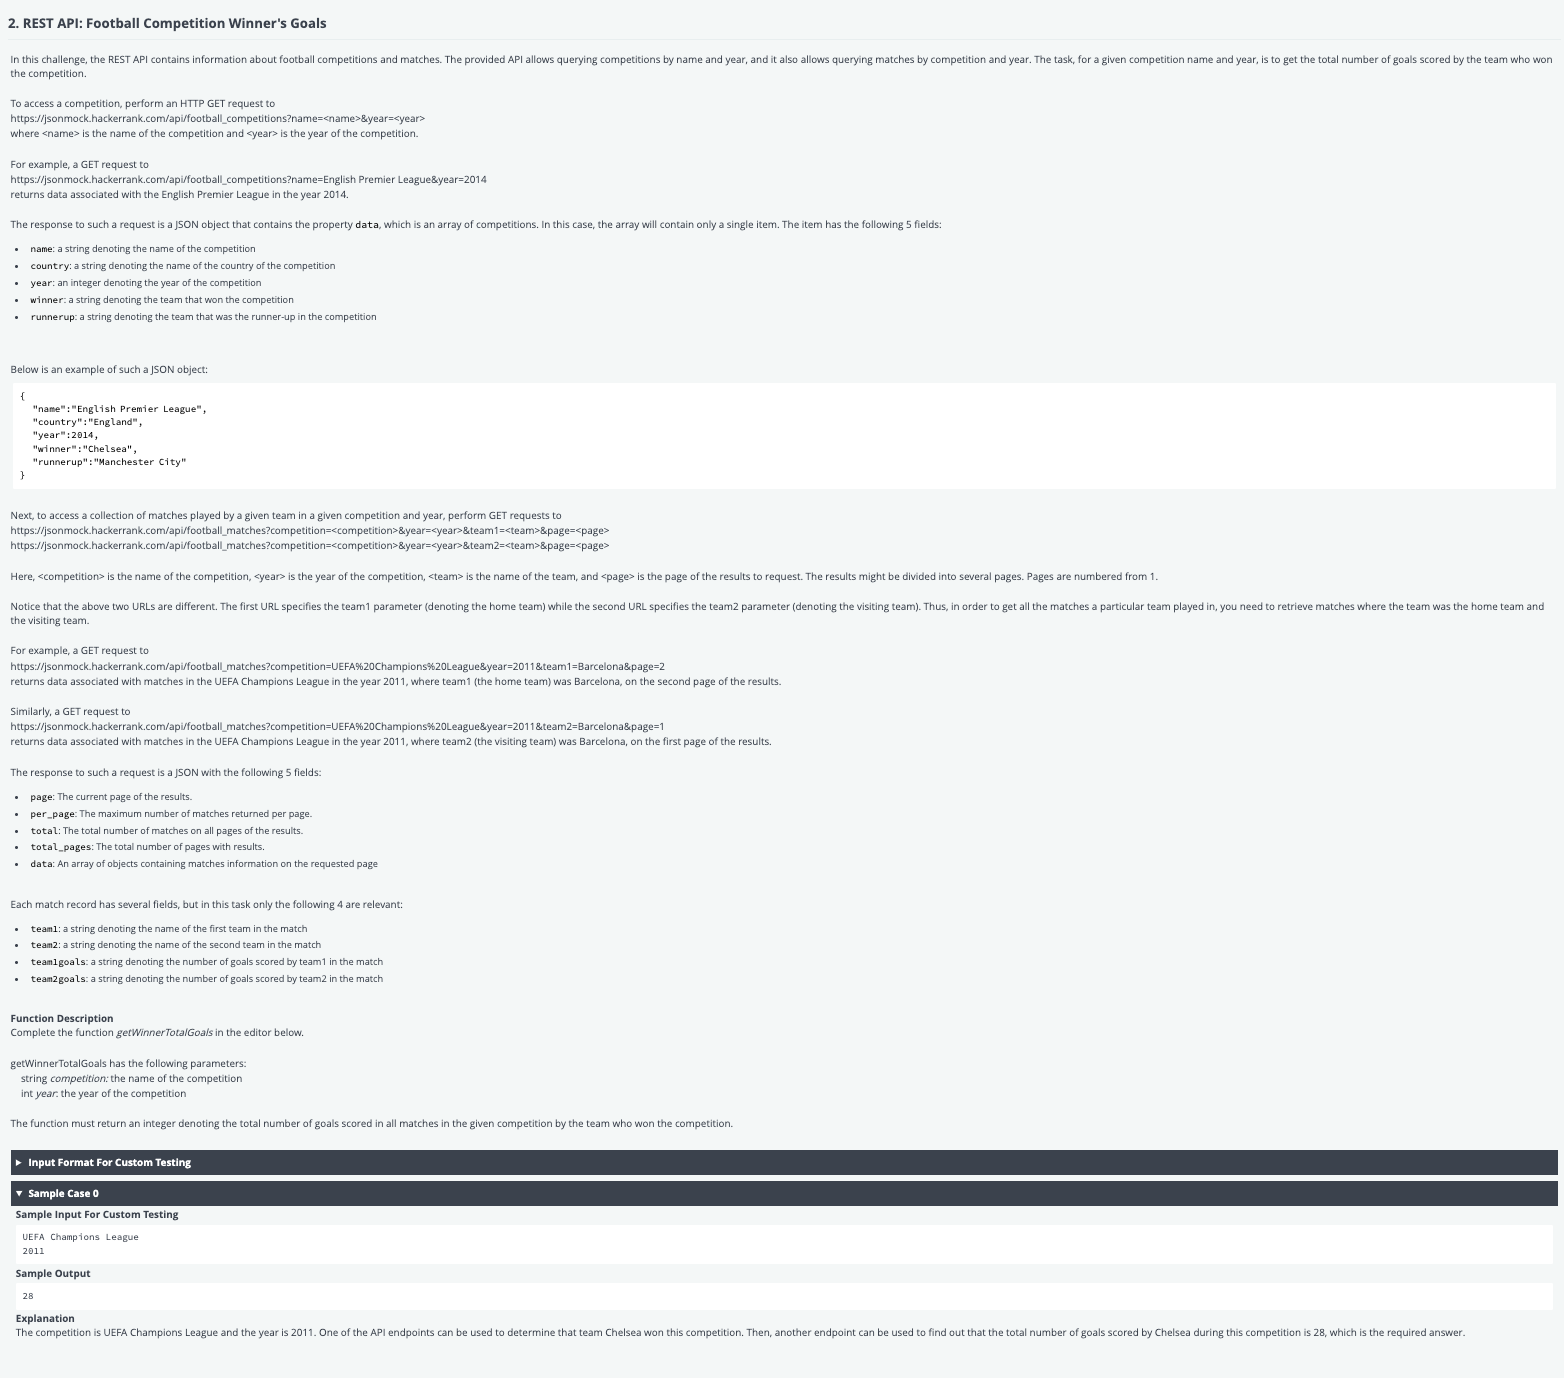 2. REST API: Football Competition Winner's Goals
In this challenge, the REST API contains information about football competitions and matches. The provided API allows querying competitions by name and year, and it also allows querying matches by competition and year. The task, for a given competition name and year, is to get the total number of goals scored by the team who won
the competition.
To access a competition, perform an HTTP GET request to
https://jsonmock.hackerrank.com/api/football_competitions?name=<name>&year=<year>
where <name> is the name of the competition and <year> is the year of the competition.
For example, a GET request to
https://jsonmock.hackerrank.com/api/football_competitions?name=English Premier League&year=2014
returns data associated with the English Premier League in the year 2014.
The response to such a request is a JSON object that contains the property data, which is an array of competitions. In this case, the array will contain only a single item. The item has the following 5 fields:
• name: a string denoting the name of the competition
• country: a string denoting the name of the country of the competition
• year: an integer denoting the year of the competition
• winner: a string denoting the team that won the competition
• runnerup: a string denoting the team that was the runner-up in the competition
Below is an example of such a JSON object:
{
"name":"English Premier League",
"country":"England",
"year":2014,
"winner":"Chelsea",
"runnerup":"Manchester City"
}
Next, to access a collection of matches played by a given team in a given competition and year, perform GET requests to
https://jsonmock.hackerrank.com/api/football_matches?competition=<competition>&year=<year>&team1=<team>&page=<page>
https://jsonmock.hackerrank.com/api/football_matches?competition=<competition>&year=<year>&team2=<team>&page=<page>
Here, <competition> is the name of the competition, <year> is the year of the competition, <team> is the name of the team, and <page> is the page of the results to request. The results might be divided into several pages. Pages are numbered from 1.
Notice that the above two URLs are different. The first URL specifies the team1 parameter (denoting the home team) while the second URL specifies the team2 parameter (denoting the visiting team). Thus, in order to get all the matches a particular team played in, you need to retrieve matches where the team was the home team and
the visiting team.
For example, a GET request to
https://jsonmock.hackerrank.com/api/football_matches?competition=UEFA%20Champions%20League&year=2011&team1=Barcelona&page=2
returns data associated with matches in the UEFA Champions League in the year 2011, where team1 (the home team) was Barcelona, on the second page of the results.
Similarly, a GET request to
https://jsonmock.hackerrank.com/api/football_matches?competition=UEFA%20Champions%20League&year=2011&team2=Barcelona&page=1
returns data associated with matches in the UEFA Champions League in the year 2011, where team2 (the visiting team) was Barcelona, on the first page of the results.
The response to such a request is a JSON with the following 5 fields:
• page: The current page of the results.
• per_page: The maximum number of matches returned per page.
• total: The total number of matches on all pages of the results.
• total_pages: The total number of pages with results.
• data: An array of objects containing matches information on the requested page
Each match record has several fields, but in this task only the following 4 are relevant:
• team1: a string denoting the name of the first team in the match
• team2: a string denoting the name of the second team in the match
• team1goals: a string denoting the number of goals scored by team1 in the match
• team2goals: a string denoting the number of goals scored by team2 in the match
Function Description
Complete the function getWinnerTotalGoals in the editor below.
getWinnerTotalGoals has the following parameters:
string competition: the name of the competition
int year: the year of the competition
The function must return an integer denoting the total number of goals scored in all matches in the given competition by the team who won the competition.
▶ Input Format For Custom Testing
▼ Sample Case 0
Sample Input For Custom Testing
UEFA Champions League
2011
Sample Output
28
Explanation
The competition is UEFA Champions League and the year is 2011. One of the API endpoints can be used to determine that team Chelsea won this competition. Then, another endpoint can be used to find out that the total number of goals scored by Chelsea during this competition is 28, which is the required answer.